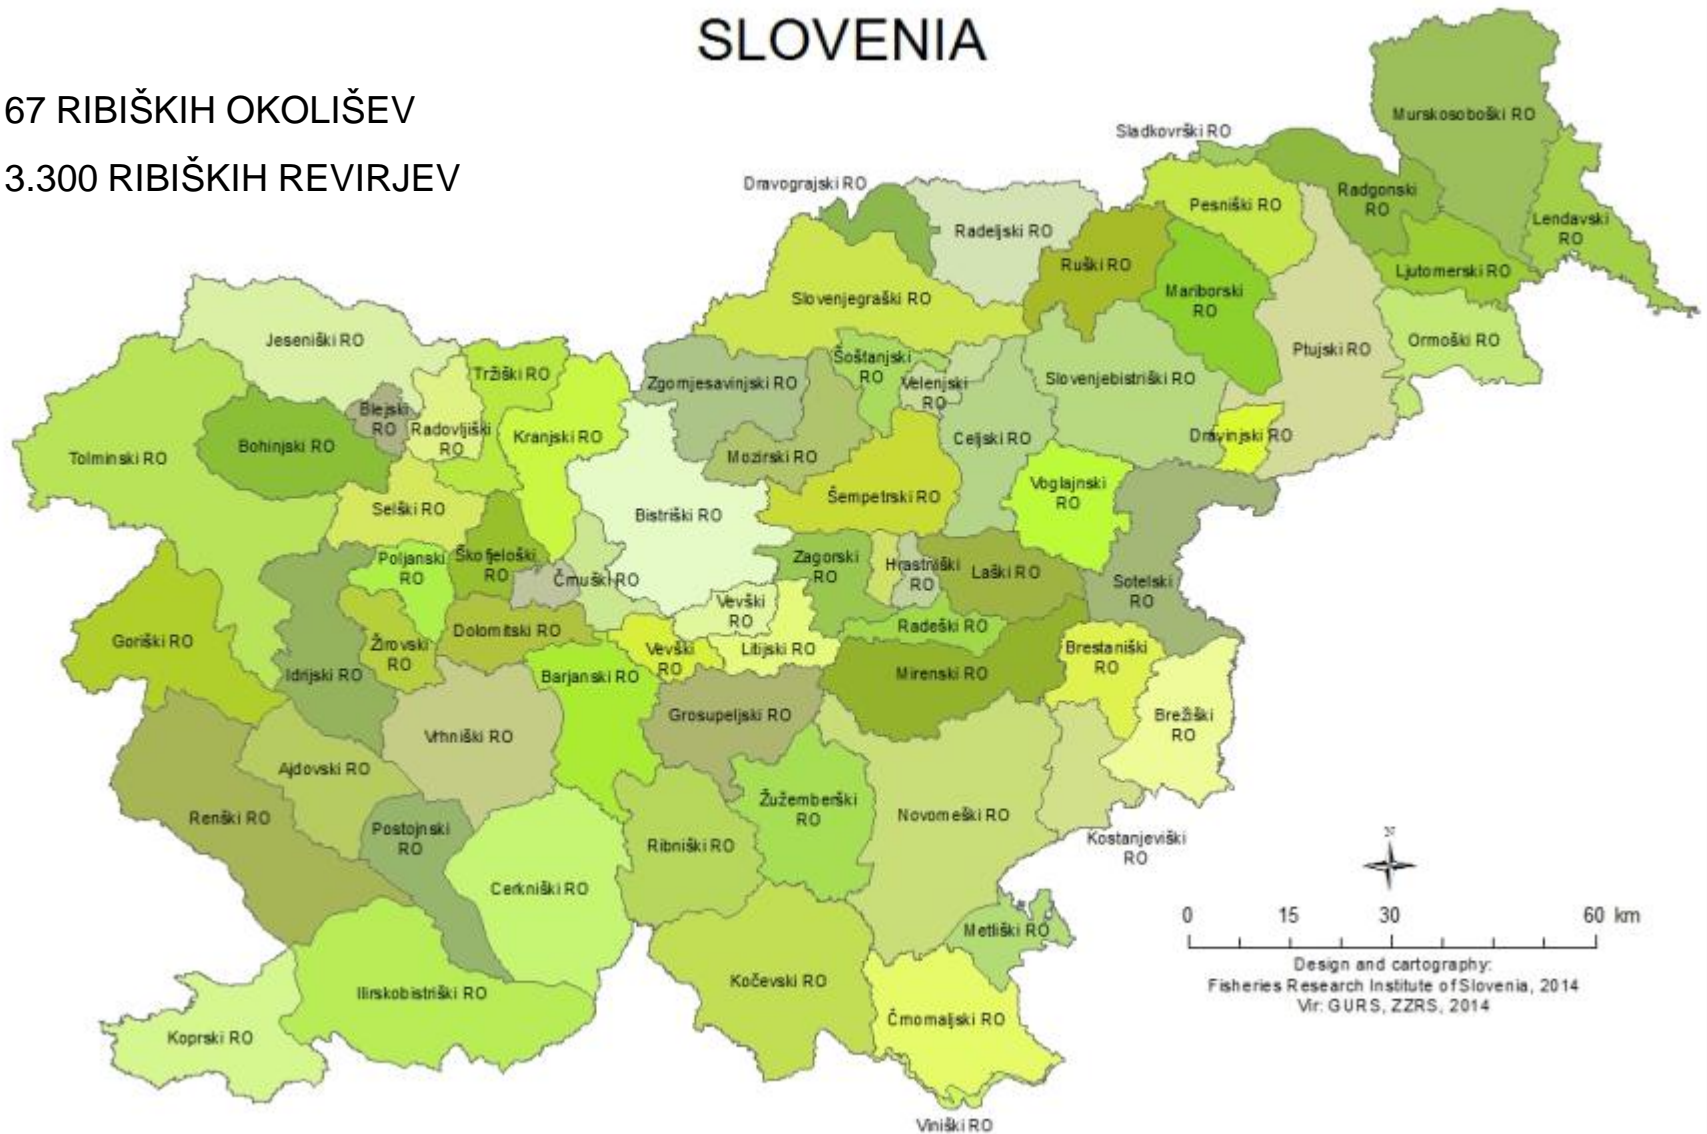 SLOVENIA
67 RIBIŠKIH OKOLIŠEV
3.300 RIBIŠKIH REVIRJEV
Murskosoboški RO
Sladkovrški RO
Dravograjski RO
Radgonski
RO
Pesniški RO
Lendavski
RO
Radeljski RO
Ruški RO
Ljutomerski RO
Mariborski
RO
Slovenjegraški RO
Jeseniški RO
Ormoški RO
Ptujski RO
Šoštanjski
RO
Tržiški RO
Zgornjesavinjski RO
Velenjski
RO
Slovenjebistriški RO
Blejski
RO
Radovljiški
RO
Kranjski RO
Bohinjski RO
Celjski RO
Dravinjski RO
Tolminski RO
Mozirski RO
Voglajnski
RO
Šempetrski RO
Selški RO
Bistriški RO
Poljanski
RO
Škofjeloški
RO
Zagorski
RO
Hrastniški
RO
Laški RO
Črnuški RO
Sotelski
RO
Vevški
RO
Radeški RO
Dolomitski RO
Goriški RO
Žirovski
RO
Vevški
RO
Litijski RO
Brestaniški
RO
Idrijski RO
Barjanski RO
Mirenski RO
Grosupeljski RO
Brežiški
RO
Vrhniški RO
Ajdovski RO
Žužemberški
RO
Renški RO
Postojnski
RO
Novomeški RO
Ribniški RO
Kostanjeviški
RO
Cerkniški RO
N
0 15 30 60 km
Metliški RO
Design and cartography:
Fisheries Research Institute of Slovenia, 2014
Vir: GURS, ZZRS, 2014
Kočevski RO
Ilirskobistriški RO
Črnomaljski RO
Koprski RO
Viniški RO